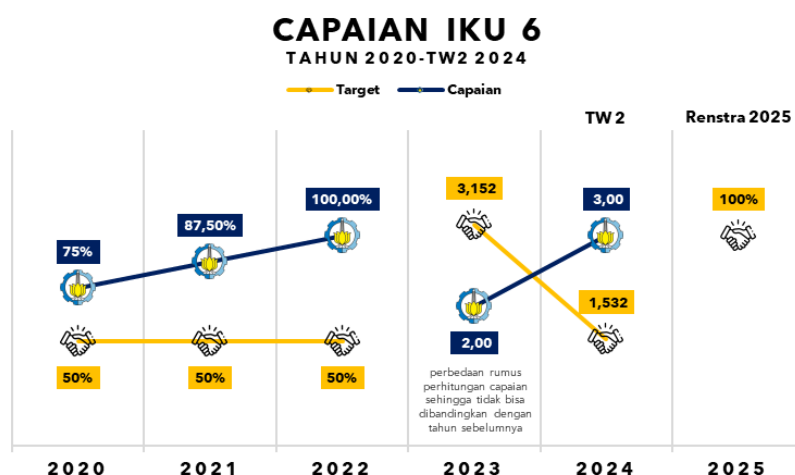 CAPAIAN IKU 6
TAHUN 2020-TW2 2024
Target
Capaian
TW 2
Renstra 2025
75%
87,50%
100,00%
3,152
3,00
100%
50%
50%
50%
2,00
1,532
perbedaan rumus
perhitungan capaian
sehingga tidak bisa
dibandingkan dengan
tahun sebelumnya
2020
2021
2022
2023
2024
2025